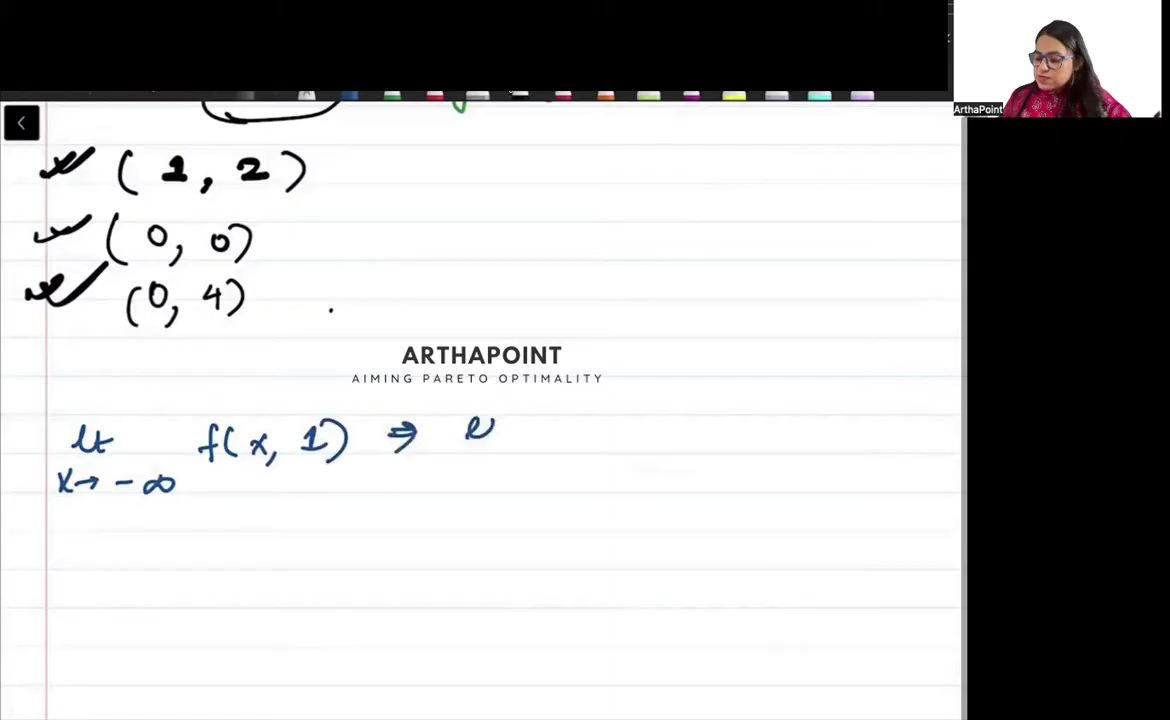 ArthaPoint
(1, 2)
(0, 0)
(0, 4)
ARTHAPOINT
AIMING PARETO OPTIMALITY
lt f(x, 1) ⇒ e
x→ -∞